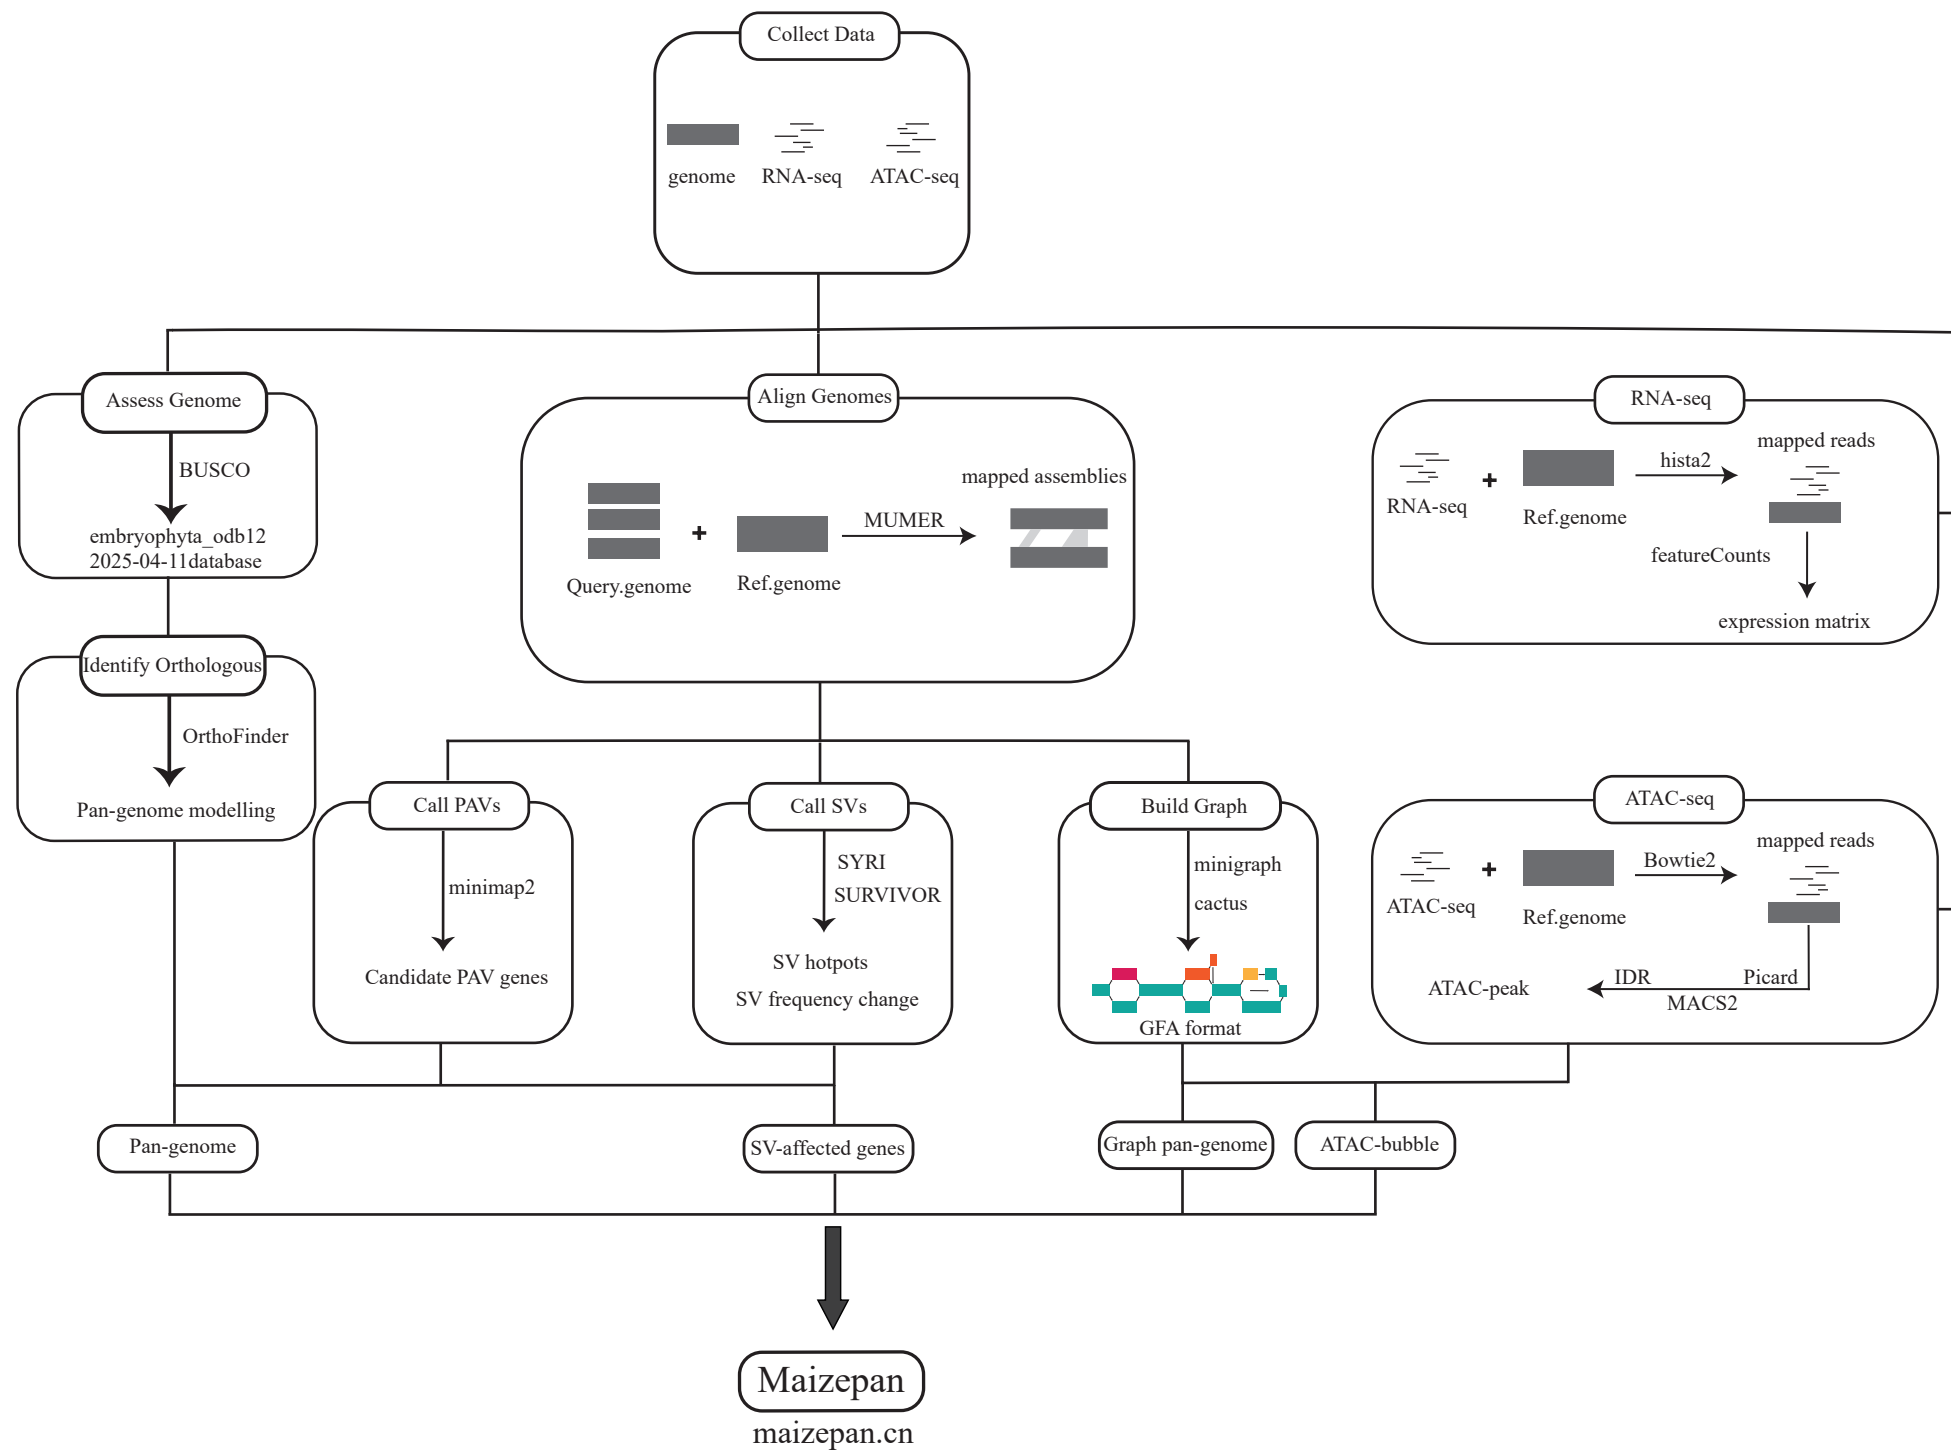 Collect Data
genome
RNA-seq
ATAC-seq
Assess Genome
BUSCO
embryophyta_odb12
2025-04-11database
Identify Orthologous
OrthoFinder
Pan-genome modelling
Align Genomes
Query.genome
+
Ref.genome
MUMER
mapped assemblies
RNA-seq
RNA-seq
+
Ref.genome
hista2
mapped reads
featureCounts
expression matrix
Call PAVs
minimap2
Candidate PAV genes
Call SVs
SYRI
SURVIVOR
SV hotpots
SV frequency change
Build Graph
minigraph
cactus
GFA format
ATAC-seq
ATAC-seq
+
Ref.genome
Bowtie2
mapped reads
Picard
MACS2
IDR
ATAC-peak
Pan-genome
SV-affected genes
Graph pan-genome
ATAC-bubble
Maizepan
maizepan.cn